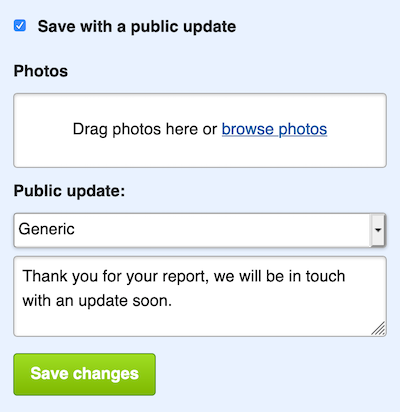 Save with a public update
Photos
Drag photos here or browse photos
Public update:
Generic
Thank you for your report, we will be in touch
with an update soon.
Save changes